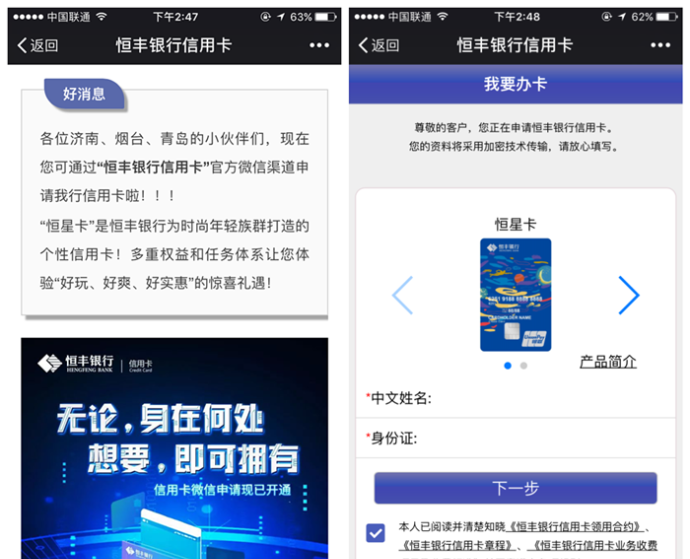 中国联通
下午2:47
63%
返回
恒丰银行信用卡
好消息
各位济南、烟台、青岛的小伙伴们，现在
您可通过“恒丰银行信用卡”官方微信渠道申
请我行信用卡啦！！！
“恒星卡”是恒丰银行为时尚年轻族群打造的
个性信用卡！多重权益和任务体系让您体
验“好玩、好爽、好实惠”的惊喜礼遇！
恒丰银行 | 信用卡
HENGFENG BANK Credit Card
无论，身在何处
想要，即可拥有
信用卡微信申请现已开通
中国联通
下午2:48
62%
返回
恒丰银行信用卡
我要办卡
尊敬的客户，您正在申请恒丰银行信用卡。
您的资料将采用加密技术传输，请放心填写。
恒星卡
恒丰银行
产品简介
*中文姓名:
*身份证:
下一步
本人已阅读并清楚知晓《恒丰银行信用卡领用合约》、
《恒丰银行信用卡章程》、《恒丰银行信用卡业务收费